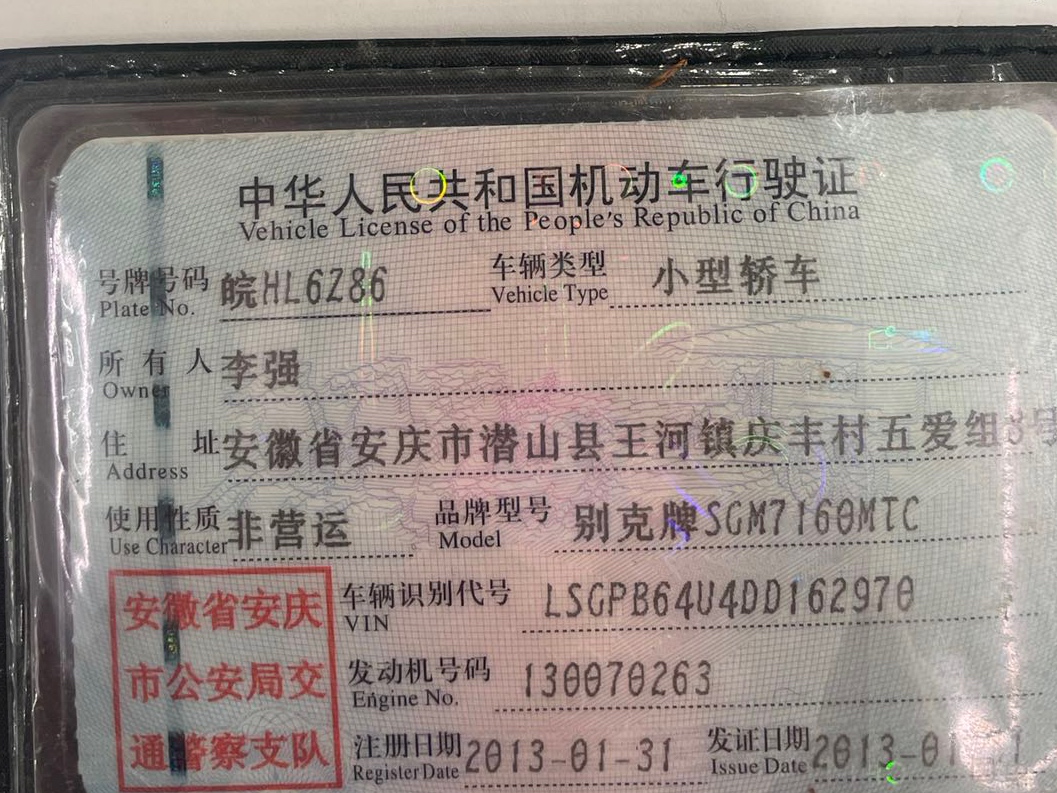 中华人民共和国机动车行驶证
Vehicle License of the People's Republic of China
号牌号码 皖HL6Z86 车辆类型 小型轿车
Plate No. Vehicle Type
所有人 李强
Owner
住址 安徽省安庆市潜山县王河镇庆丰村五爱组3号
Address
使用性质 非营运 品牌型号 别克牌SGM7160MTC
Use Character Model
安徽省安庆
市公安局交
通警察支队
车辆识别代号 LSGPB64U4DD162970
VIN
发动机号码 130070263
Engine No.
注册日期 2013-01-31 发证日期 2013-01
Register Date Issue Date